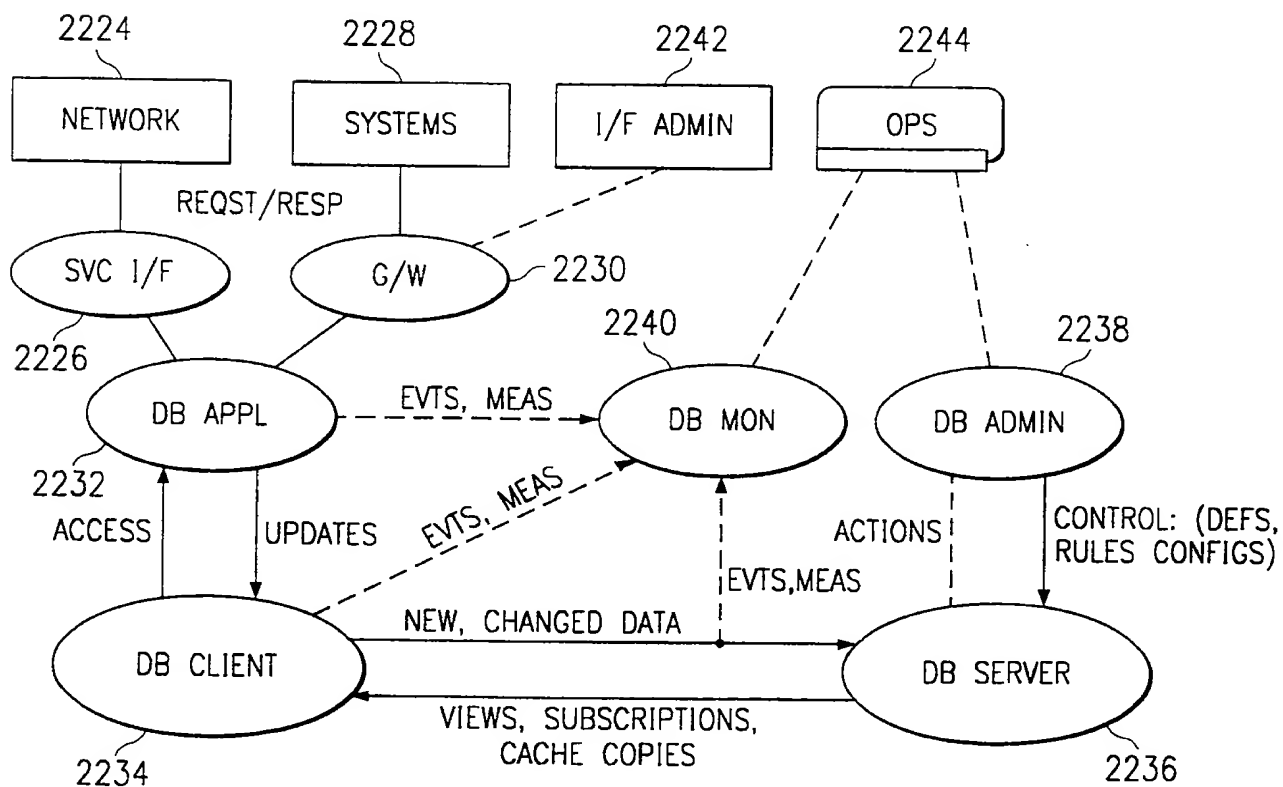 2224
2228
2242
2244
NETWORK
SYSTEMS
I/F ADMIN
OPS
REQST/RESP
SVC I/F
G/W
2230
2226
2240
2238
DB APPL
EVTS, MEAS
DB MON
DB ADMIN
2232
ACCESS
UPDATES
EVTS, MEAS
ACTIONS
CONTROL: (DEFS,
RULES CONFIGS)
EVTS,MEAS
NEW, CHANGED DATA
DB CLIENT
DB SERVER
VIEWS, SUBSCRIPTIONS,
CACHE COPIES
2234
2236